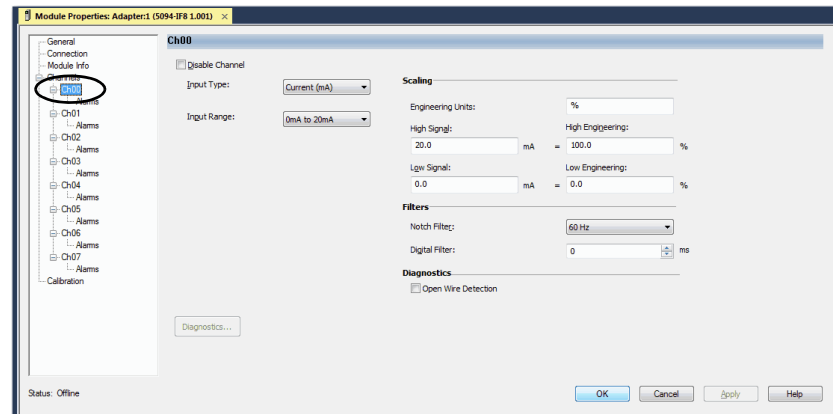 Module Properties: Adapter:1 (5094-IF8 1.001) ×
General
Connection
Module Info
Channels
Ch00
Alarms
Ch01
Alarms
Ch02
Alarms
Ch03
Alarms
Ch04
Alarms
Ch05
Alarms
Ch06
Alarms
Ch07
Alarms
Calibration
Ch00
Disable Channel
Input Type: Current (mA)
Input Range: 0mA to 20mA
Scaling
Engineering Units: %
High Signal: High Engineering:
20.0 mA = 100.0 %
Low Signal: Low Engineering:
0.0 mA = 0.0 %
Filters
Notch Filter: 60 Hz
Digital Filter: 0 ms
Diagnostics
Open Wire Detection
Diagnostics...
Status: Offline
OK Cancel Apply Help